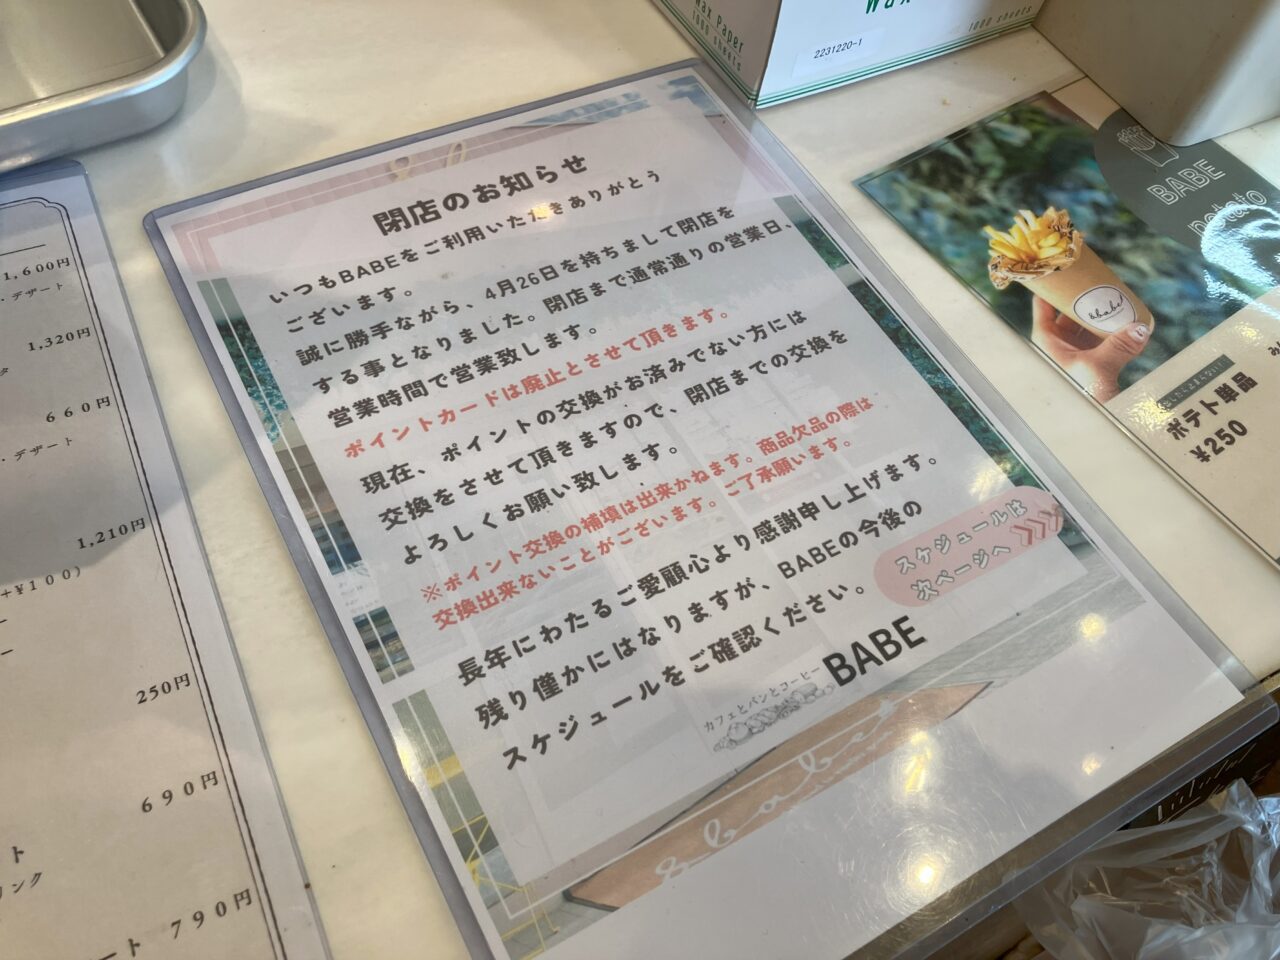 閉店のお知らせ
いつもBABEをご利用いただきありがとう
ございます。
誠に勝手ながら、4月26日を持ちまして閉店を
する事となりました。閉店まで通常通りの営業日、
営業時間で営業致します。
ポイントカードは廃止とさせて頂きます。
現在、ポイントの交換がお済みでない方には
交換をさせて頂きますので、閉店までの交換を
よろしくお願い致します。
※ポイント交換の補填は出来かねます。商品欠品の際は
交換出来ないことがございます。ご了承願います。
長年にわたるご愛顧心より感謝申し上げます。
残り僅かにはなりますが、BABEの今後の
スケジュールをご確認ください。
スケジュールは
次ページへ
カフェとパンとコーヒー
BABE
&babe
1,600円
・デザート
1,320円
タ
660円
・デザート
1,210円
+¥100)
ー
ー
250円
690円
ト
リンク
790円
ート
Wax Paper
1000 sheets
Wax
1000 sheets
2231220-1
BABE
potato
&babe
ポテト単品
¥250